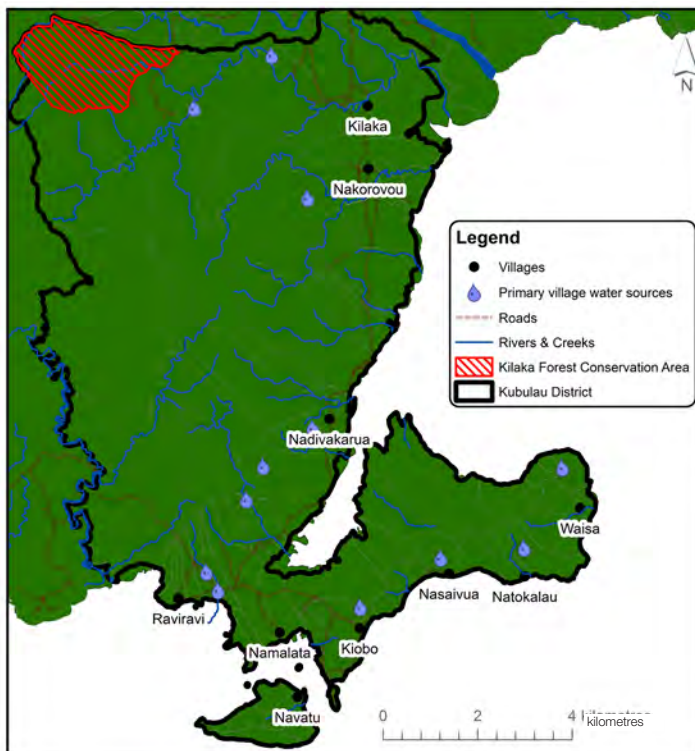 N
Kilaka
Nakorovou
Legend
Villages
Primary village water sources
Roads
Rivers & Creeks
Kilaka Forest Conservation Area
Kubulau District
Nadivakarua
Waisa
Nasaivua
Natokalau
Raviravi
Namalata
Kiobo
Navatu
0 2 4
kilometres